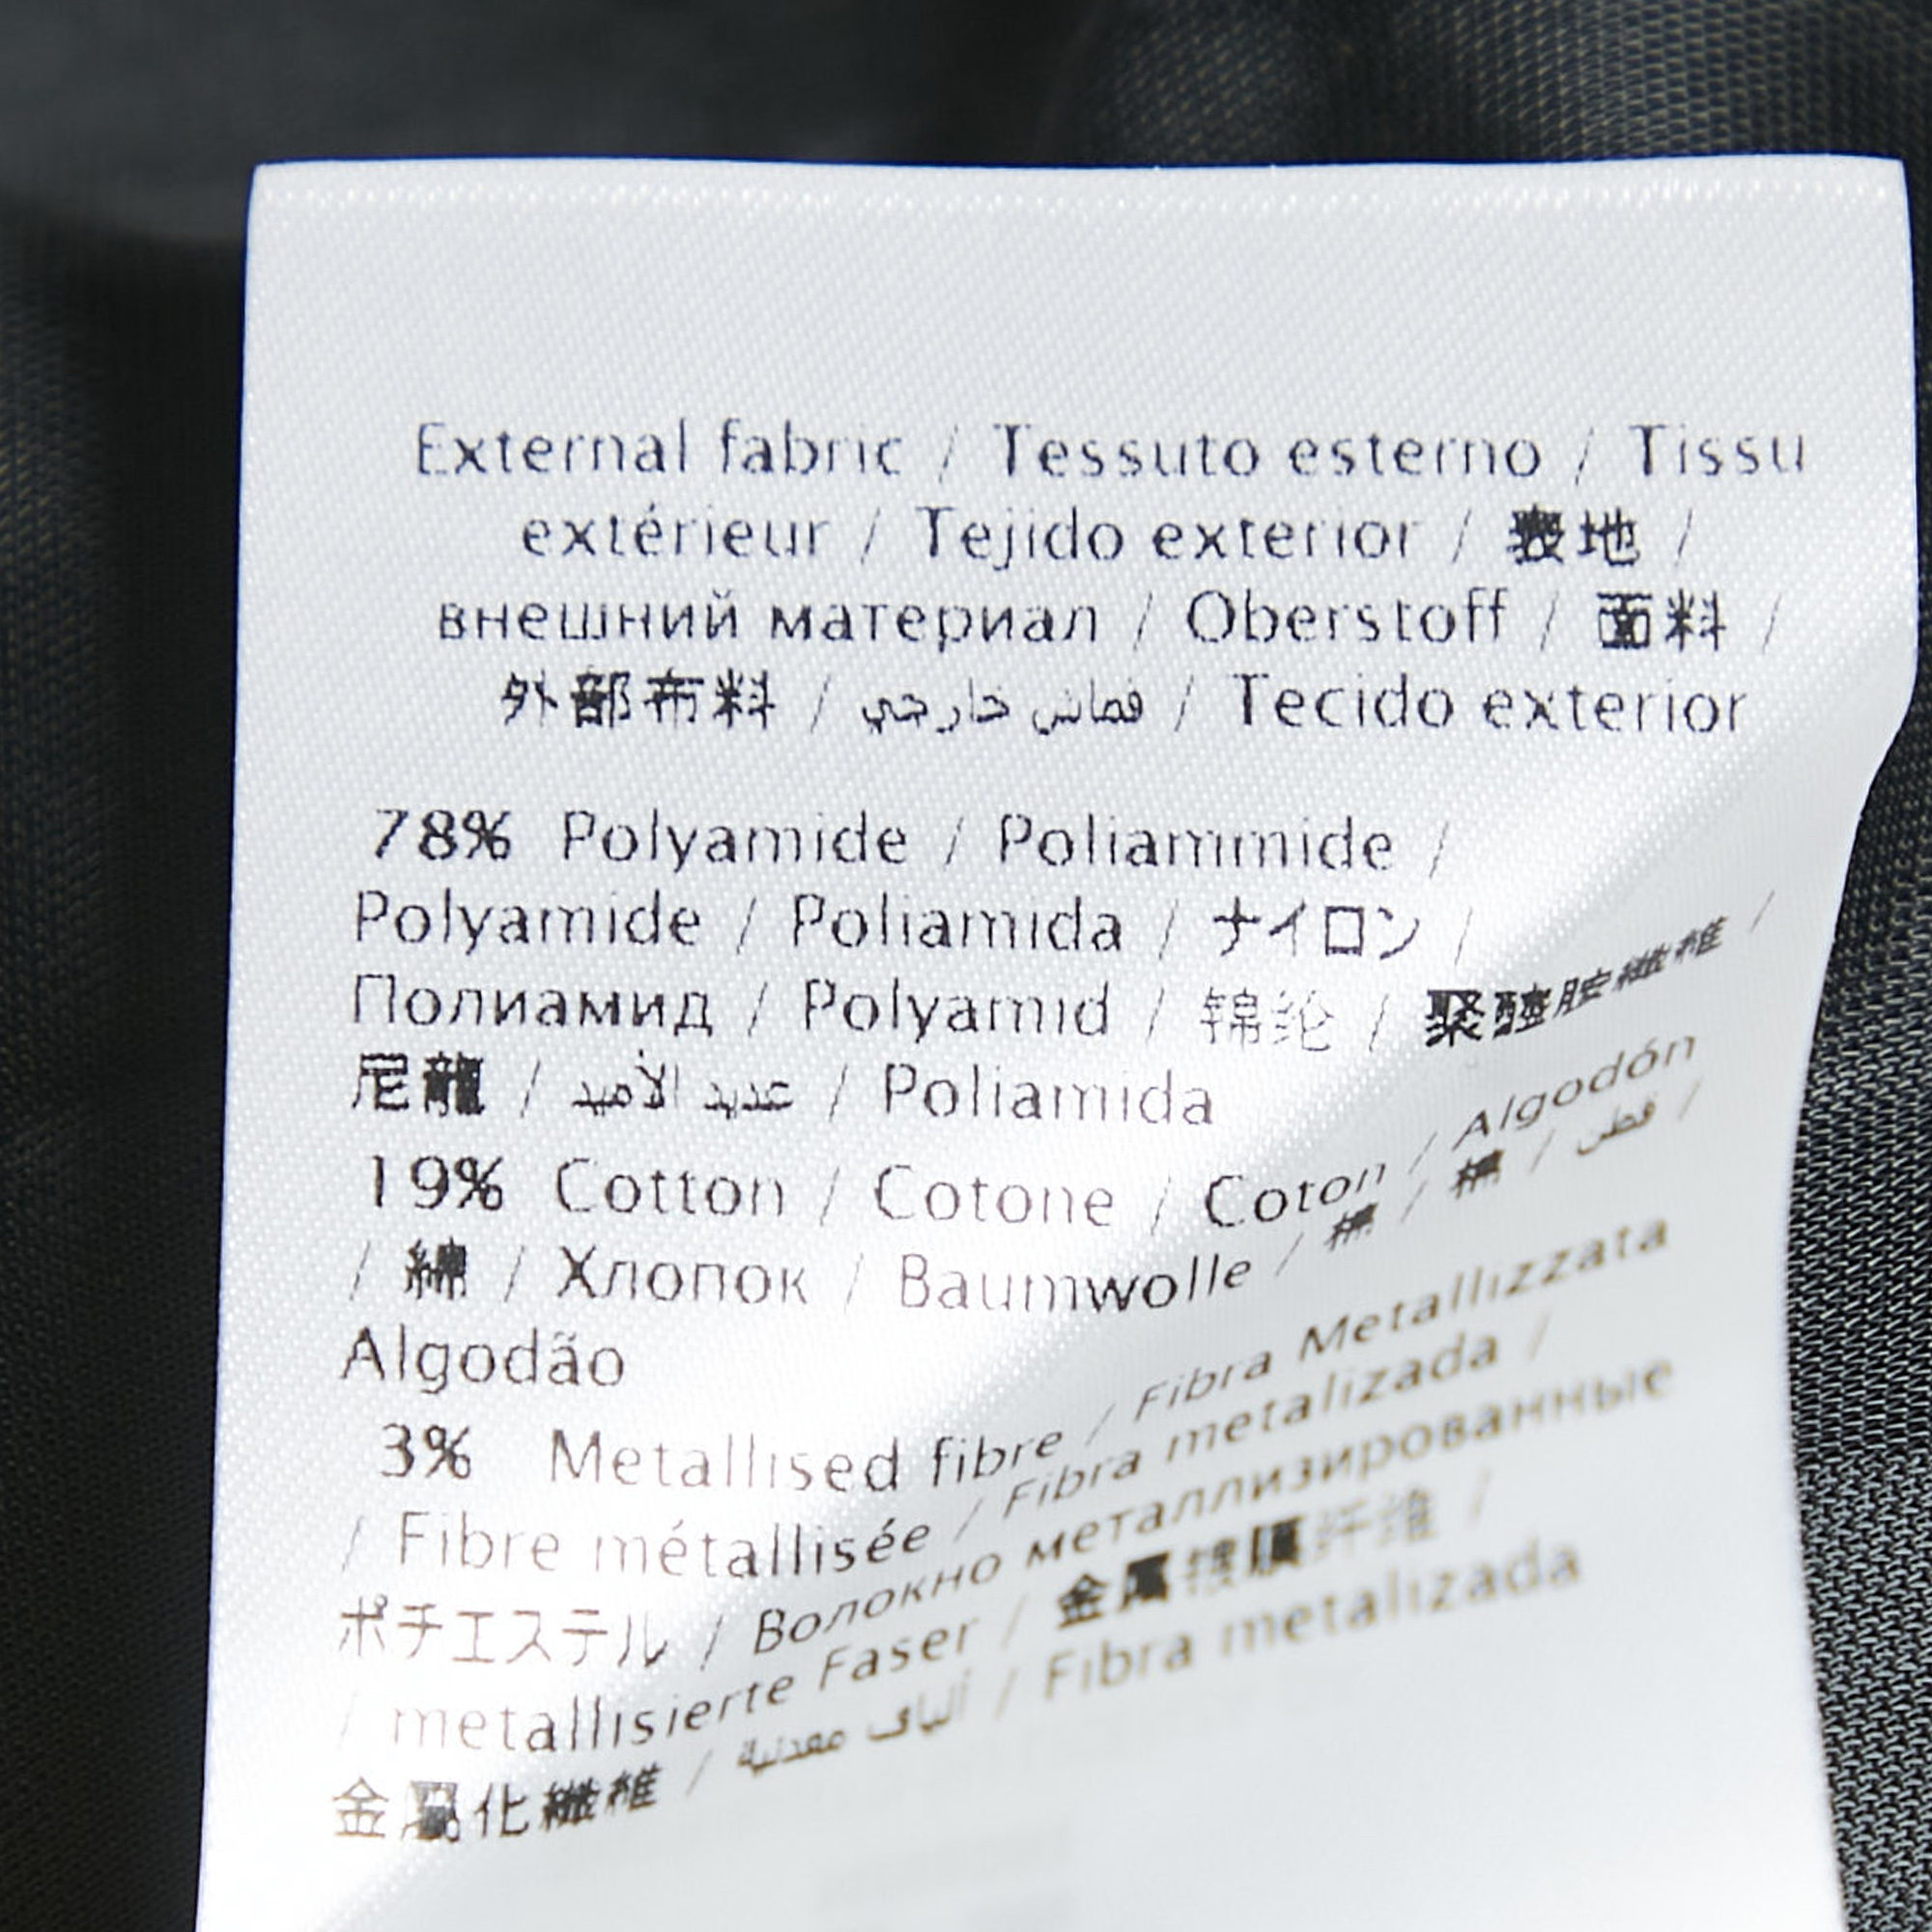 External fabric / Tessuto esterno / Tissu
extérieur / Tejido exterior / 表地 /
внешний материал / Oberstoff / 面料 /
外部布料 / قماش خارجي / Tecido exterior
78% Polyamide / Poliammide /
Polyamide / Poliamida / ナイロン /
Полиамид / Polyamid / 锦纶 / 聚醯胺纖維 /
尼龍 / عديد الأميد / Poliamida
19% Cotton / Cotone / Coton / Algodón
/ 綿 / Хлопок / Baumwolle / 棉 / 棉 / قطن /
Algodão
3% Metallised fibre / Fibra Metallizzata
/ Fibre métallisée / Fibra metalizada /
ポチエステル / Волокно металлизированные
/ metallisierte Faser / 金属镀膜纤维 /
金屬化纖維 / ألياف معدنية / Fibra metalizada